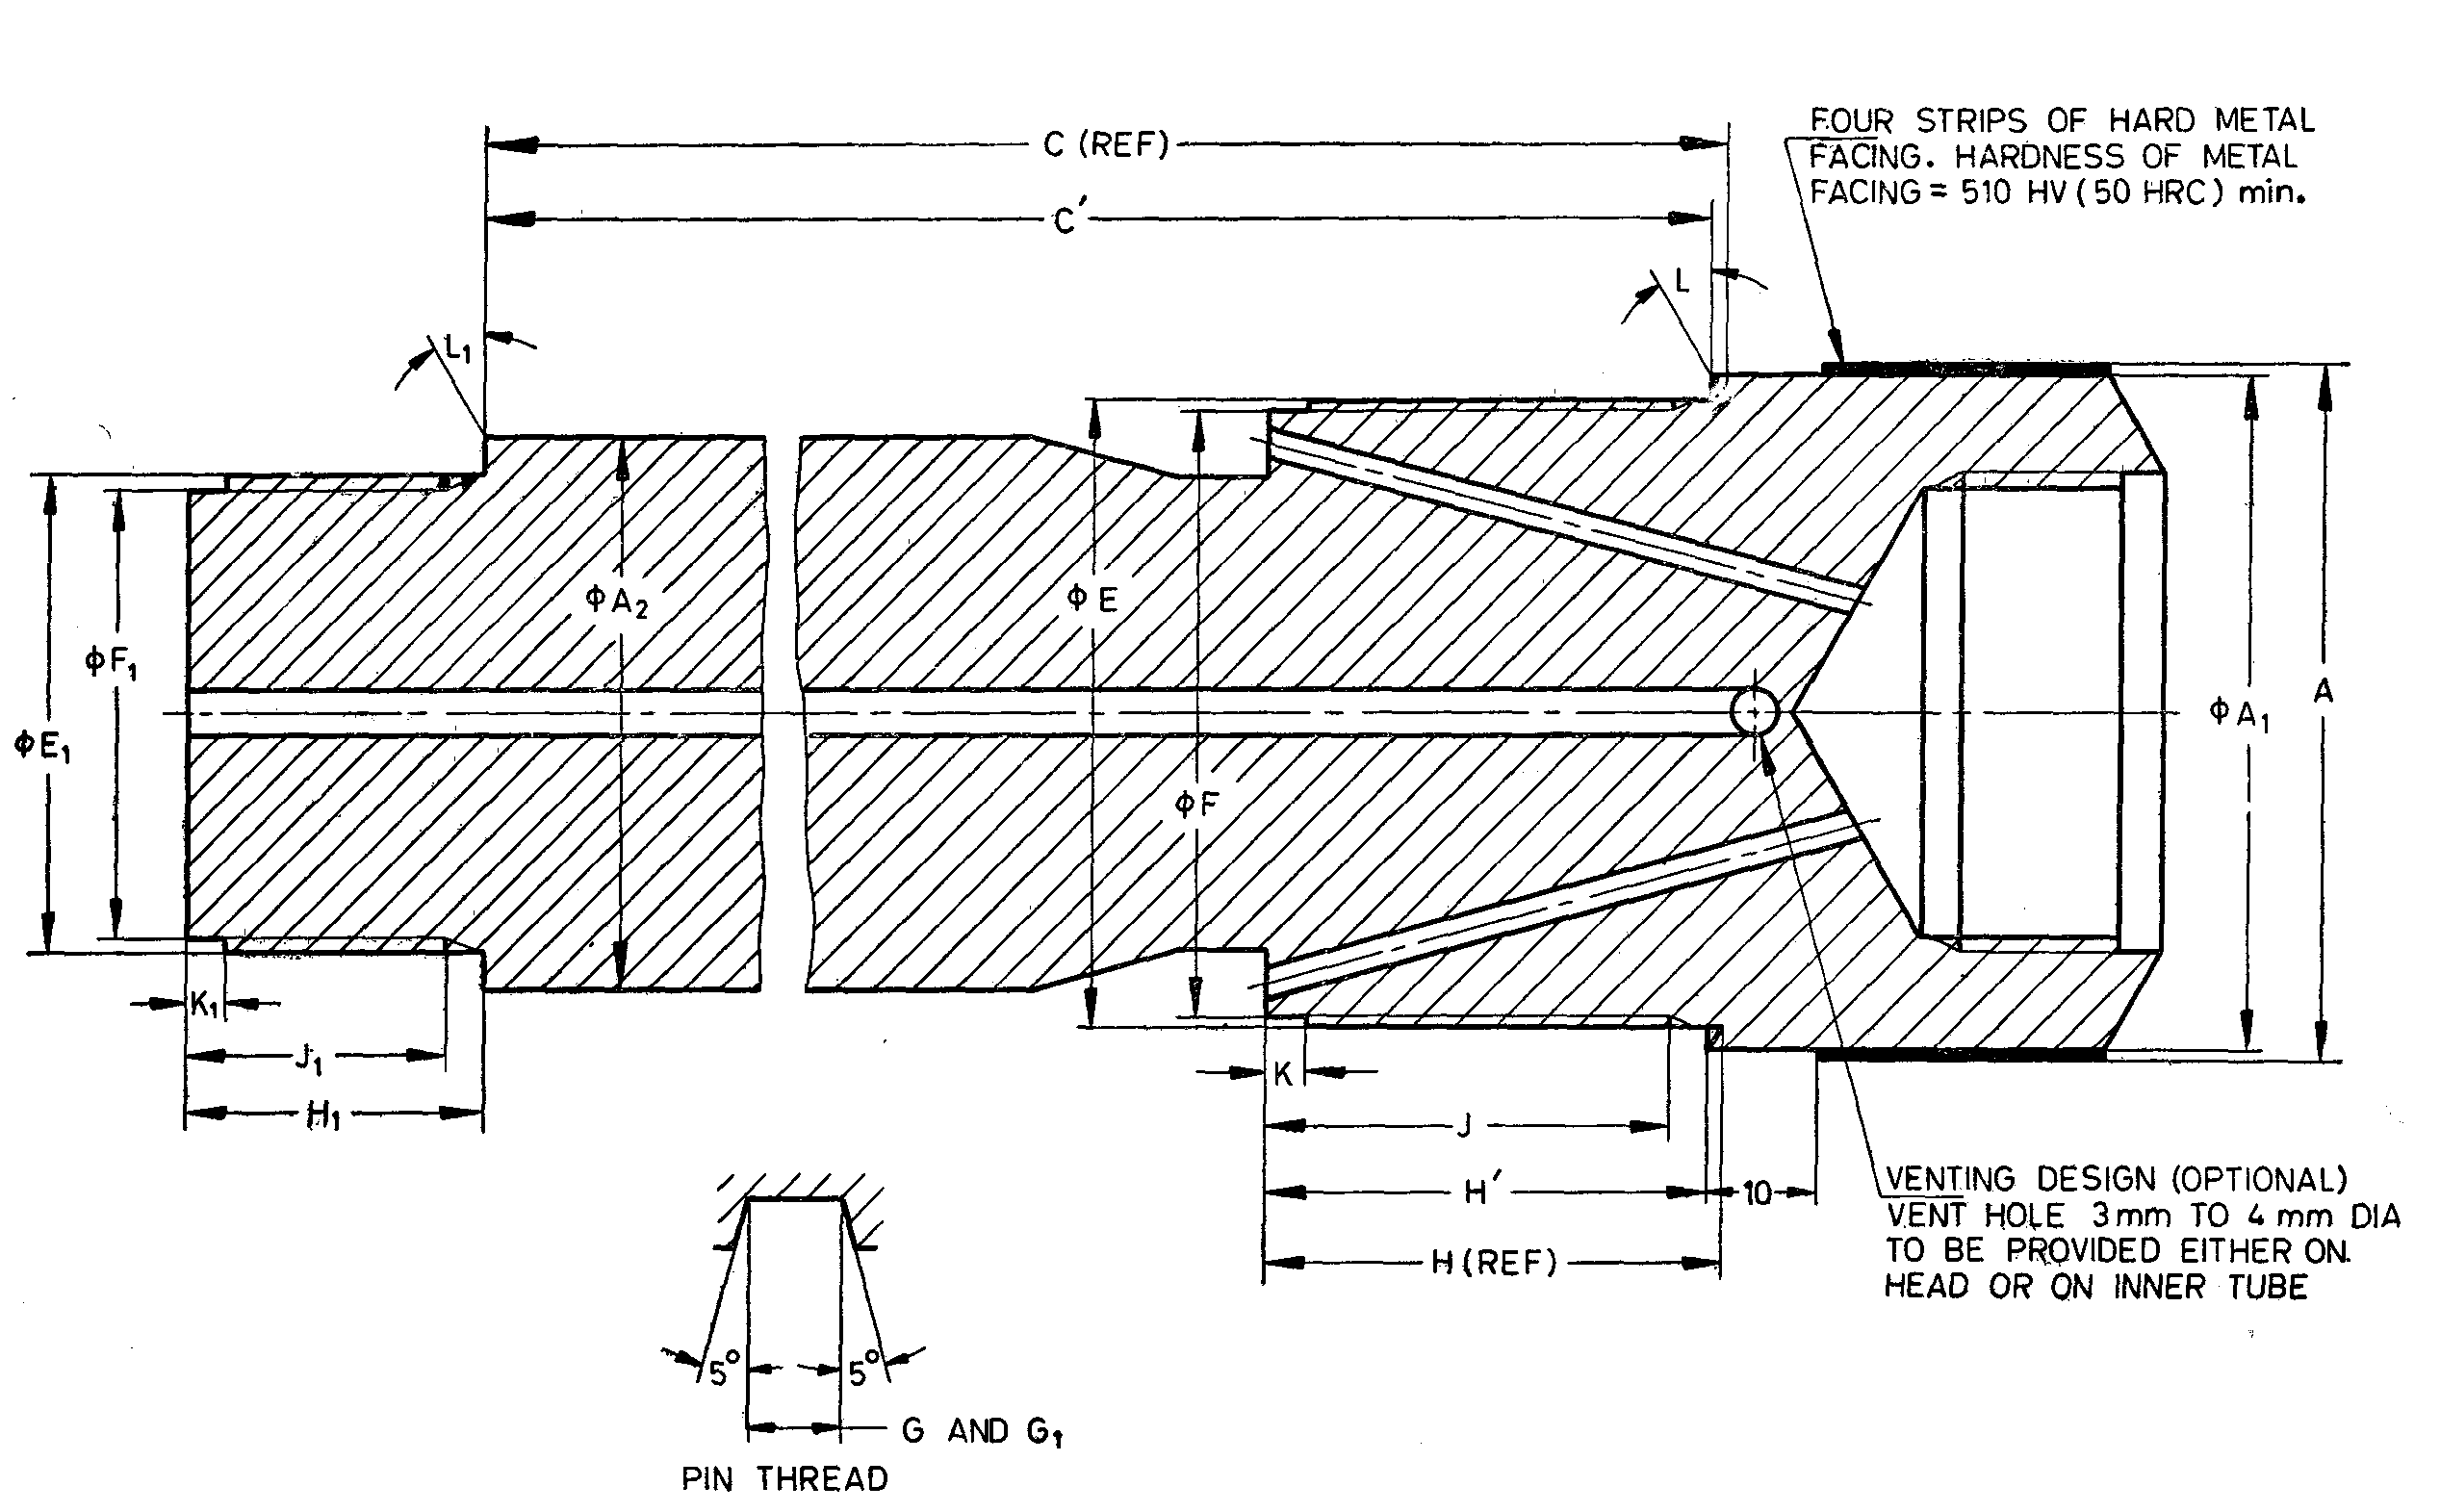 C (REF)
C′
FOUR STRIPS OF HARD METAL
FACING. HARDNESS OF METAL
FACING = 510 HV (50 HRC) min.
L
L1
ϕA2
ϕE
ϕF1
ϕE1
ϕF
ϕA1
A
K1
J1
H1
K
J
H′
10
H (REF)
VENTING DESIGN (OPTIONAL)
VENT HOLE 3mm TO 4 mm DIA
TO BE PROVIDED EITHER ON
HEAD OR ON INNER TUBE
5°
5°
G AND G1
PIN THREAD